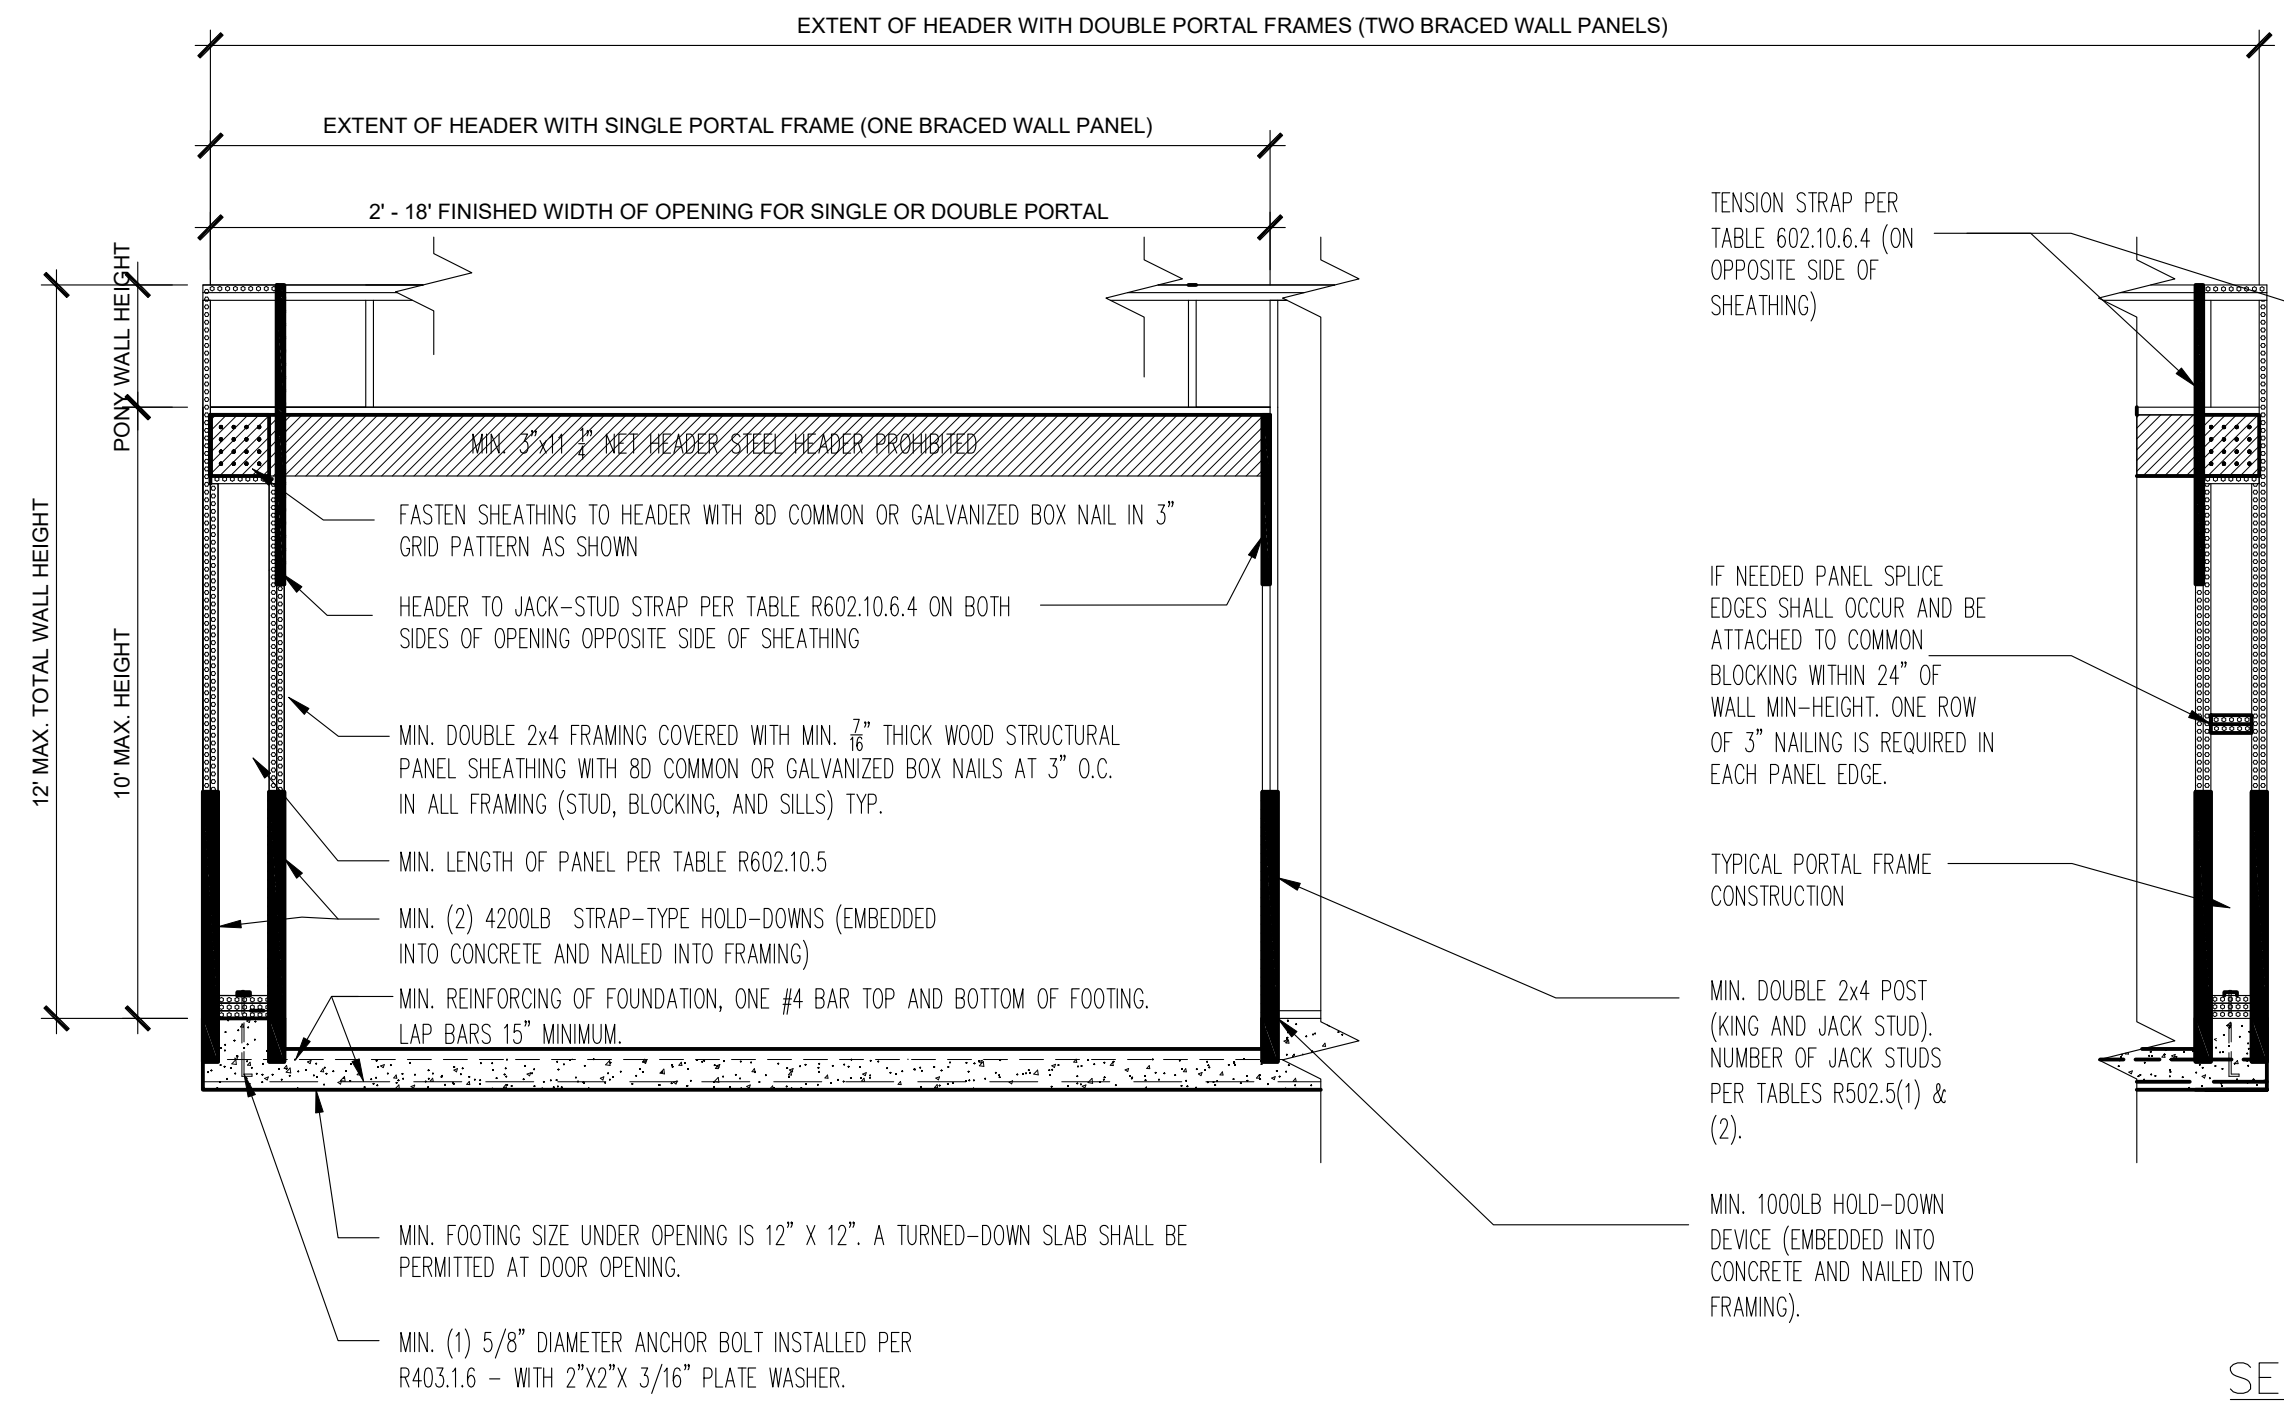 EXTENT OF HEADER WITH DOUBLE PORTAL FRAMES (TWO BRACED WALL PANELS)
EXTENT OF HEADER WITH SINGLE PORTAL FRAME (ONE BRACED WALL PANEL)
2' - 18' FINISHED WIDTH OF OPENING FOR SINGLE OR DOUBLE PORTAL
PONY WALL HEIGHT
12' MAX. TOTAL WALL HEIGHT
10' MAX. HEIGHT
MIN. 3"x11 1/4" NET HEADER STEEL HEADER PROHIBITED
FASTEN SHEATHING TO HEADER WITH 8D COMMON OR GALVANIZED BOX NAIL IN 3"
GRID PATTERN AS SHOWN
HEADER TO JACK-STUD STRAP PER TABLE R602.10.6.4 ON BOTH
SIDES OF OPENING OPPOSITE SIDE OF SHEATHING
MIN. DOUBLE 2x4 FRAMING COVERED WITH MIN. 7/16" THICK WOOD STRUCTURAL
PANEL SHEATHING WITH 8D COMMON OR GALVANIZED BOX NAILS AT 3" O.C.
IN ALL FRAMING (STUD, BLOCKING, AND SILLS) TYP.
MIN. LENGTH OF PANEL PER TABLE R602.10.5
MIN. (2) 4200LB STRAP-TYPE HOLD-DOWNS (EMBEDDED
INTO CONCRETE AND NAILED INTO FRAMING)
MIN. REINFORCING OF FOUNDATION, ONE #4 BAR TOP AND BOTTOM OF FOOTING.
LAP BARS 15" MINIMUM.
MIN. FOOTING SIZE UNDER OPENING IS 12" X 12". A TURNED-DOWN SLAB SHALL BE
PERMITTED AT DOOR OPENING.
MIN. (1) 5/8" DIAMETER ANCHOR BOLT INSTALLED PER
R403.1.6 - WITH 2"X2"X 3/16" PLATE WASHER.
TENSION STRAP PER
TABLE 602.10.6.4 (ON
OPPOSITE SIDE OF
SHEATHING)
IF NEEDED PANEL SPLICE
EDGES SHALL OCCUR AND BE
ATTACHED TO COMMON
BLOCKING WITHIN 24" OF
WALL MIN-HEIGHT. ONE ROW
OF 3" NAILING IS REQUIRED IN
EACH PANEL EDGE.
TYPICAL PORTAL FRAME
CONSTRUCTION
MIN. DOUBLE 2x4 POST
(KING AND JACK STUD).
NUMBER OF JACK STUDS
PER TABLES R502.5(1) &
(2).
MIN. 1000LB HOLD-DOWN
DEVICE (EMBEDDED INTO
CONCRETE AND NAILED INTO
FRAMING).
SE